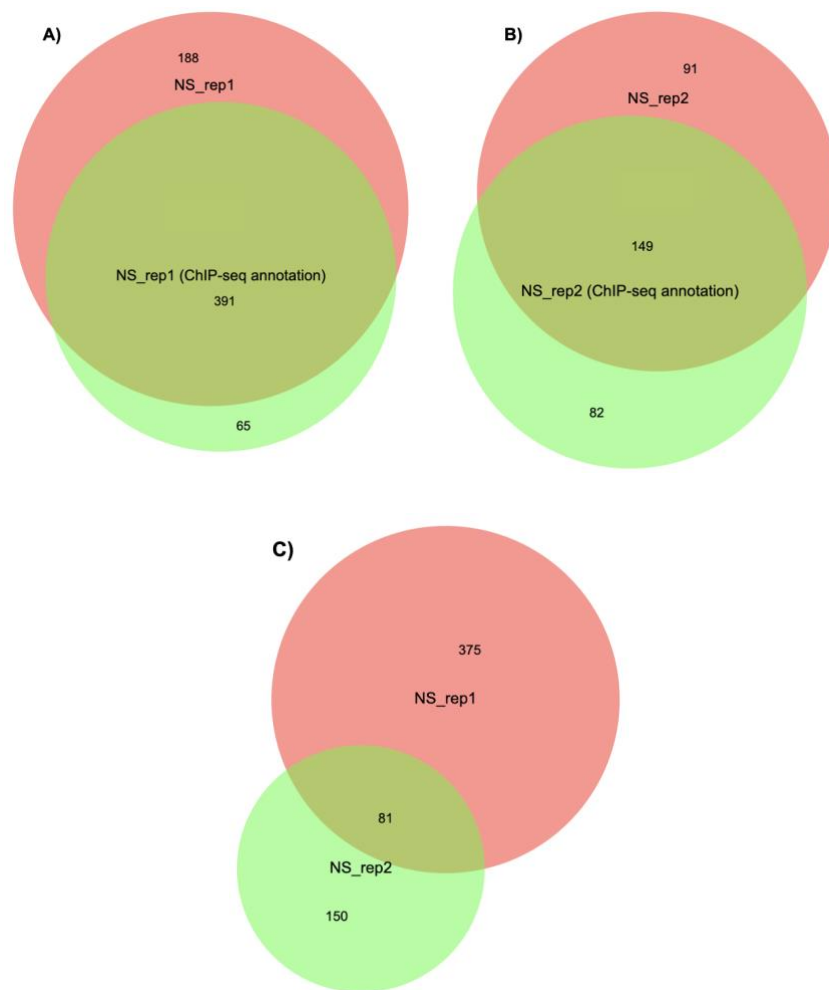 A)
188
NS_rep1
NS_rep1 (ChIP-seq annotation)
391
65
B)
91
NS_rep2
149
NS_rep2 (ChIP-seq annotation)
82
C)
375
NS_rep1
81
NS_rep2
150